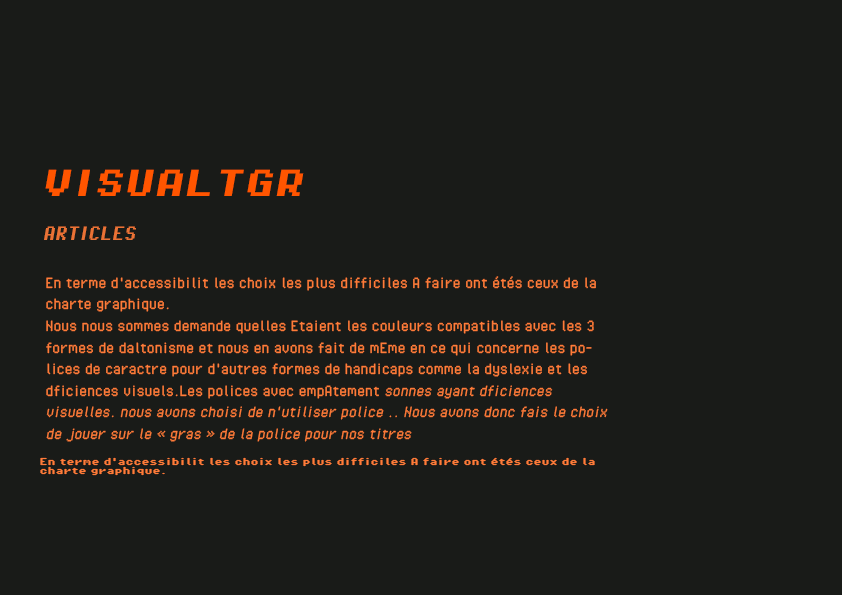 VISUALTGR
ARTICLES
En terme d'accessibilit les choix les plus difficiles A faire ont étés ceux de la
charte graphique.
Nous nous sommes demande quelles Etaient les couleurs compatibles avec les 3
formes de daltonisme et nous en avons fait de mEme en ce qui concerne les po-
lices de caractre pour d'autres formes de handicaps comme la dyslexie et les
dficiences visuels.Les polices avec empAtement sonnes ayant dficiences
visuelles. nous avons choisi de n'utiliser police .. Nous avons donc fais le choix
de jouer sur le « gras » de la police pour nos titres
En terme d'accessibilit les choix les plus difficiles A faire ont étés ceux de la
charte graphique.